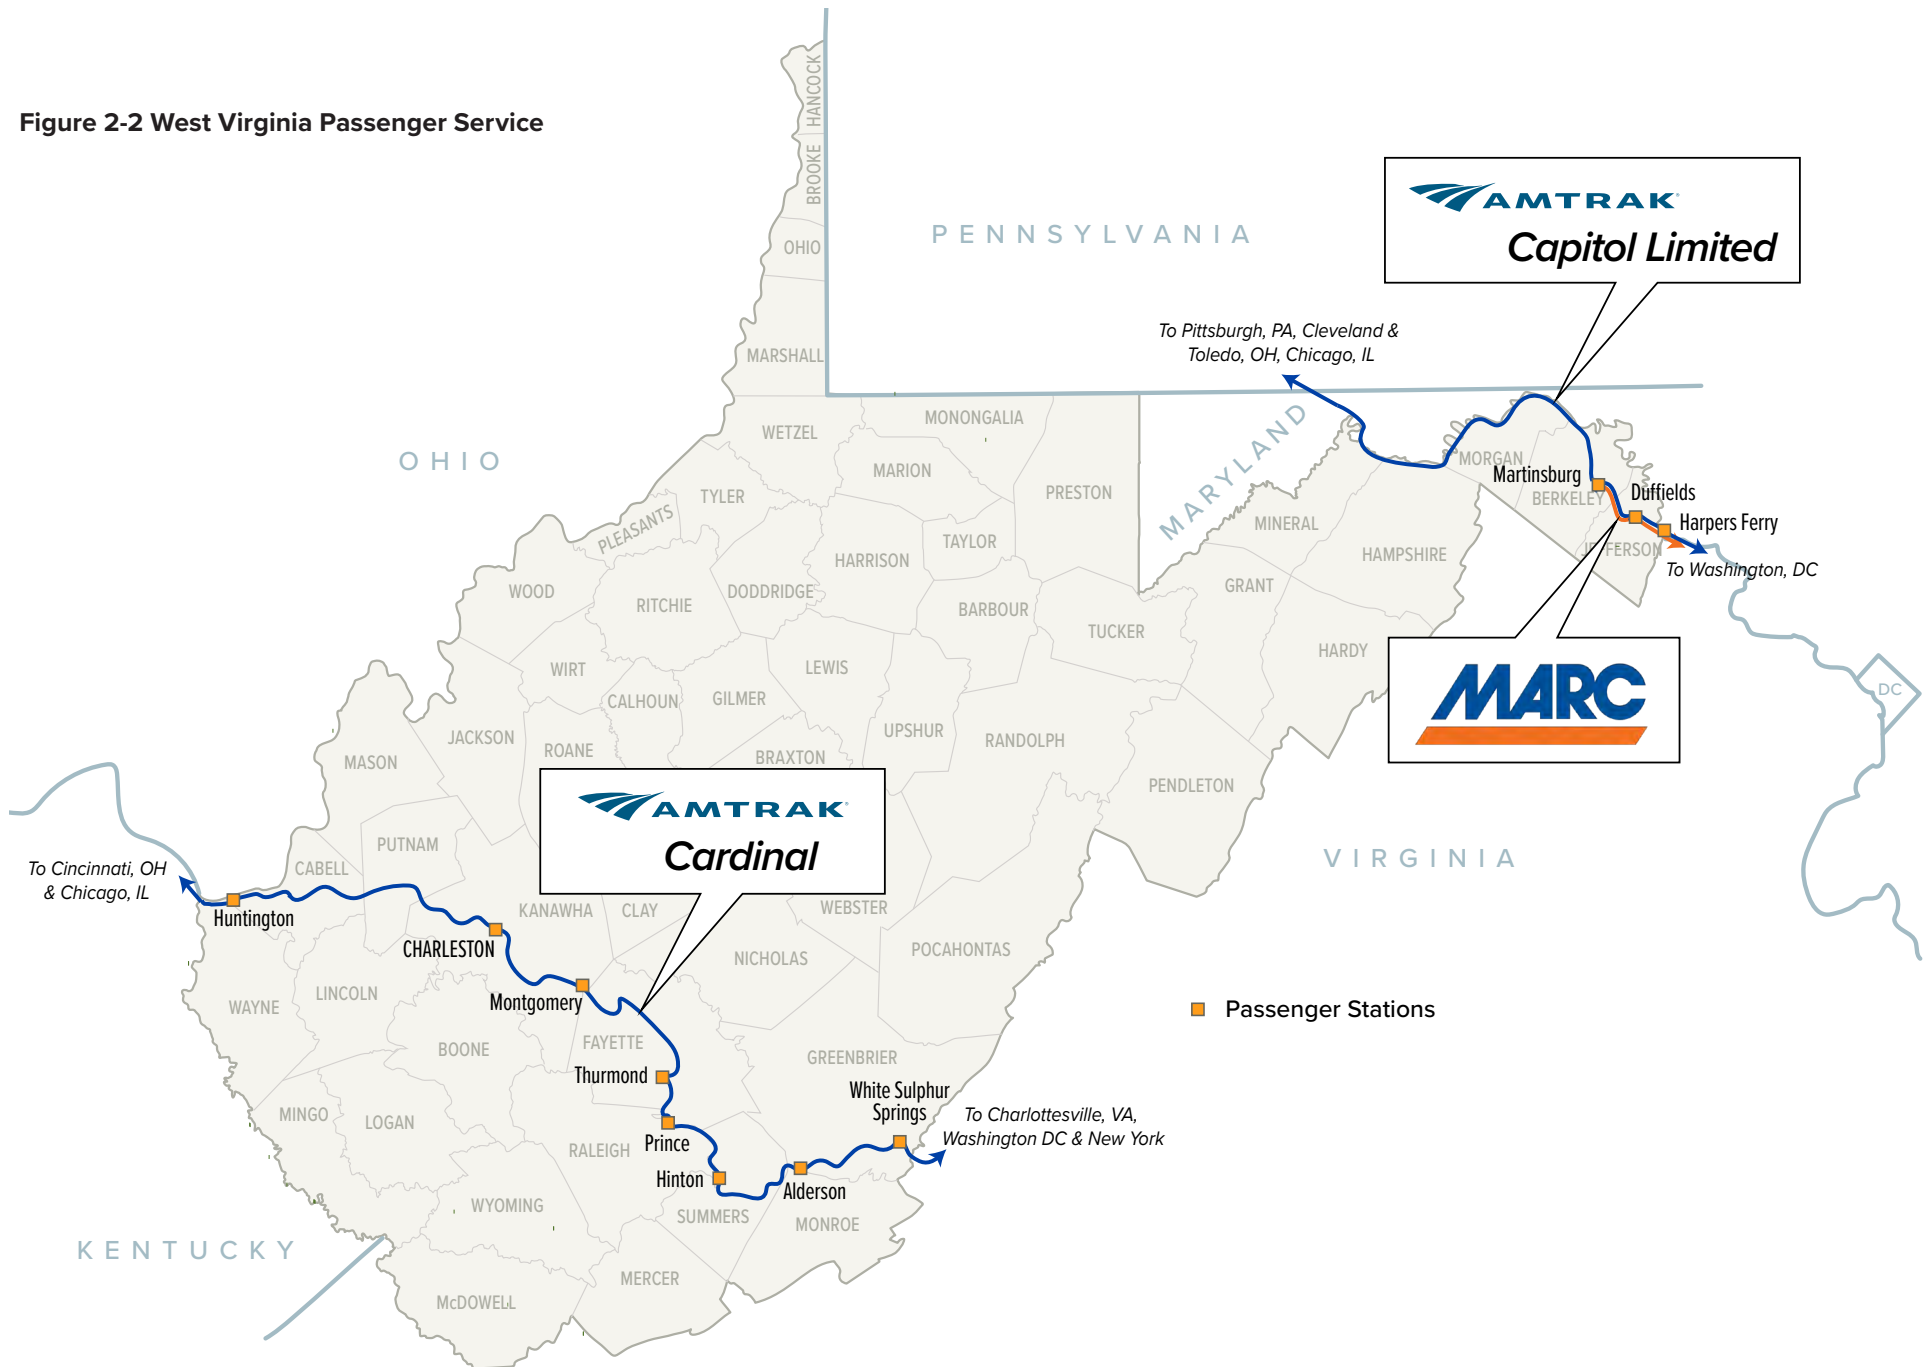 Figure 2-2 West Virginia Passenger Service
HANCOCK
BROOKE
OHIO
MARSHALL
PENNSYLVANIA
AMTRAK
Capitol Limited
To Pittsburgh, PA, Cleveland &
Toledo, OH, Chicago, IL
OHIO
MARYLAND
WETZEL
MONONGALIA
MARION
PRESTON
TYLER
PLEASANTS
MORGAN
Martinsburg
BERKELEY
Duffields
Harpers Ferry
JEFFERSON
To Washington, DC
MINERAL
HAMPSHIRE
TAYLOR
HARRISON
WOOD
RITCHIE
DODDRIDGE
BARBOUR
TUCKER
GRANT
HARDY
WIRT
LEWIS
CALHOUN
GILMER
MARC
DC
JACKSON
ROANE
BRAXTON
UPSHUR
RANDOLPH
MASON
PENDLETON
AMTRAK
Cardinal
PUTNAM
CABELL
VIRGINIA
To Cincinnati, OH
& Chicago, IL
Huntington
CHARLESTON
KANAWHA
CLAY
WEBSTER
POCAHONTAS
NICHOLAS
WAYNE
LINCOLN
Montgomery
Passenger Stations
BOONE
FAYETTE
GREENBRIER
Thurmond
White Sulphur
Springs
To Charlottesville, VA,
Washington DC & New York
MINGO
LOGAN
RALEIGH
Prince
Hinton
Alderson
WYOMING
SUMMERS
MONROE
KENTUCKY
MERCER
McDOWELL